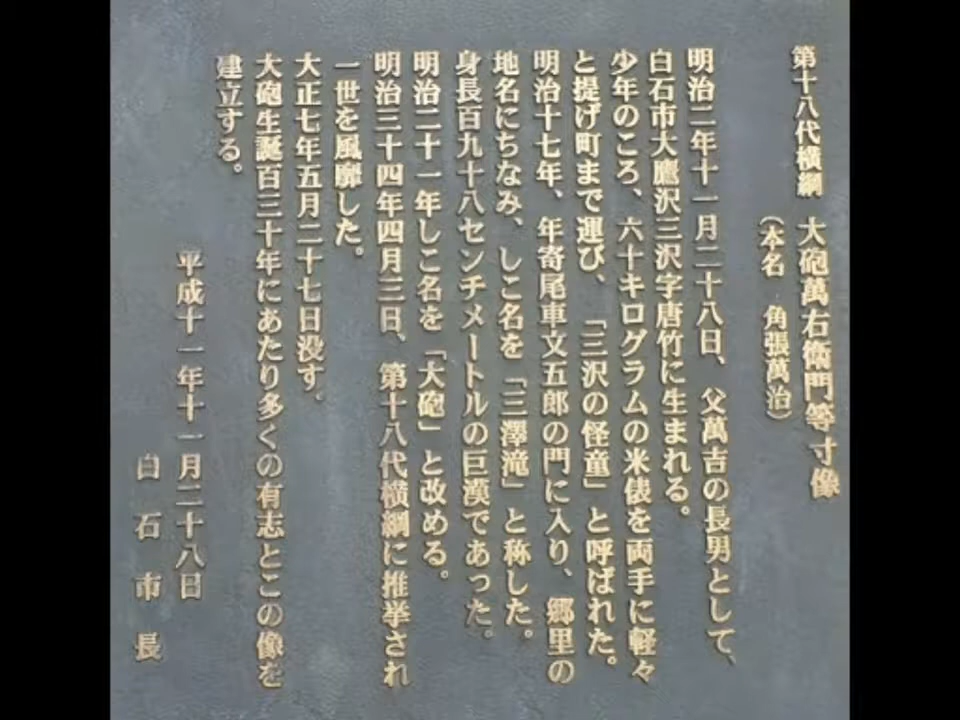 第十八代横綱　大砲萬右衞門等寸像
（本名　角張萬治）
明治二年十一月二十八日、父萬吉の長男として、
白石市大鷹沢三沢字唐竹に生まれる。
少年のころ、六十キログラムの米俵を両手に軽々
と提げ町まで運び、「三沢の怪童」と呼ばれた。
明治十七年、年寄尾車文五郎の門に入り、郷里の
地名にちなみ、しこ名を「三澤滝」と称した。
身長百九十八センチメートルの巨漢であった。
明治二十一年しこ名を「大砲」と改める。
明治三十四年四月三日、第十八代横綱に推挙され
一世を風靡した。
大正七年五月二十七日没す。
大砲生誕百三十年にあたり多くの有志とこの像を
建立する。
平成十一年十一月二十八日
白石市長